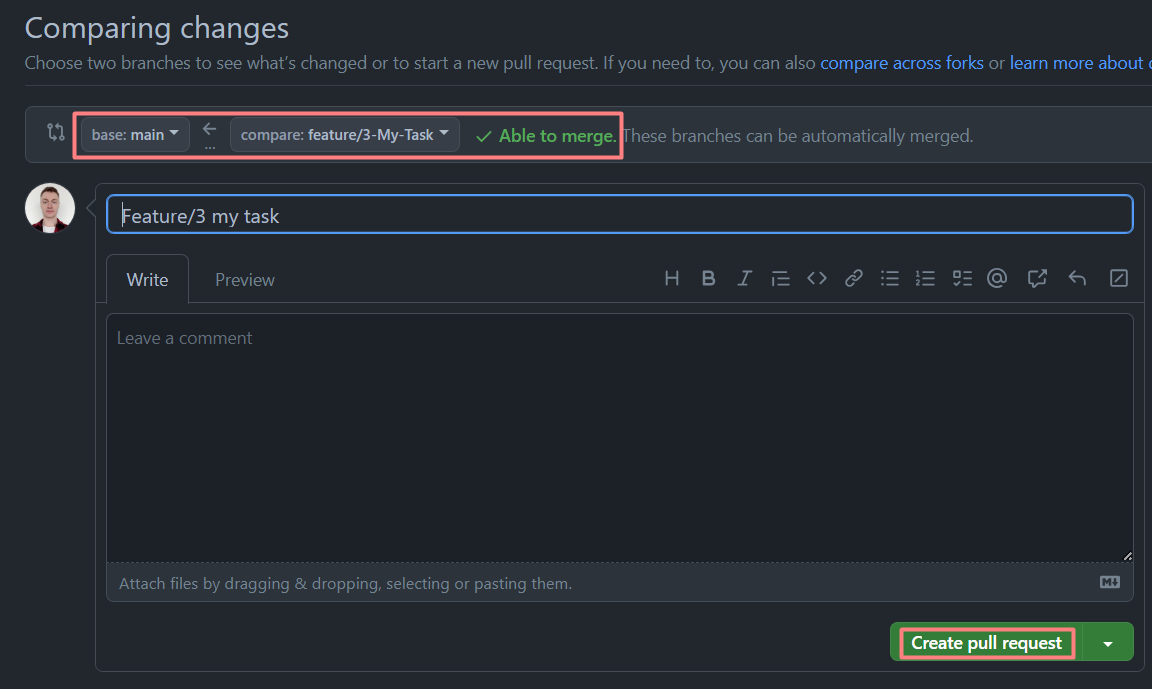 Comparing changes
Choose two branches to see what's changed or to start a new pull request. If you need to, you can also compare across forks or learn more about
base: main ← ... compare: feature/3-My-Task ✓ Able to merge. These branches can be automatically merged.
Feature/3 my task
Write Preview
Leave a comment
Attach files by dragging & dropping, selecting or pasting them.
Create pull request